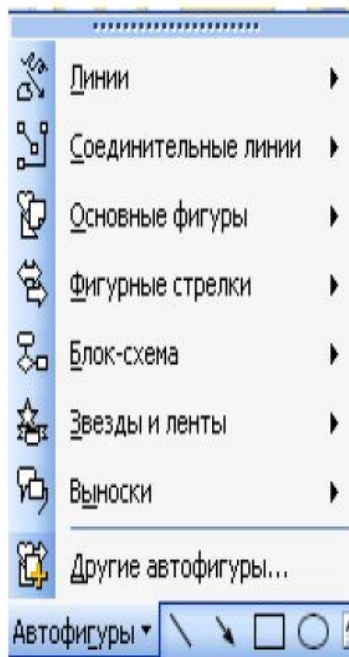 Линии
Соединительные линии
Основные фигуры
Фигурные стрелки
Блок-схема
Звезды и ленты
Выноски
Другие автофигуры...
Автофигуры